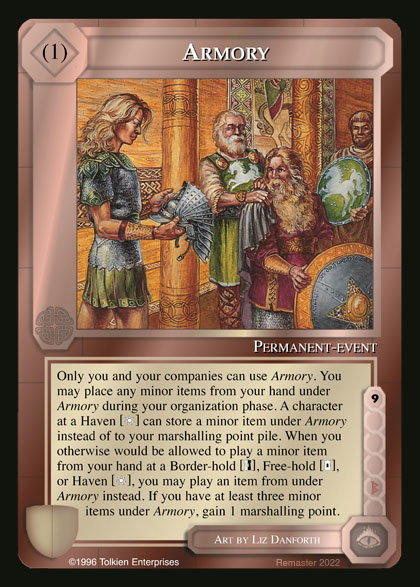 (1)
ARMORY
PERMANENT-EVENT
Only you and your companies can use Armory. You
may place any minor items from your hand under
Armory during your organization phase. A character
at a Haven [ ] can store a minor item under Armory
instead of to your marshalling point pile. When you
otherwise would be allowed to play a minor item
from your hand at a Border-hold [ ], Free-hold [ ],
or Haven [ ], you may play an item from under
Armory instead. If you have at least three minor
items under Armory, gain 1 marshalling point.
9
ART BY LIZ DANFORTH
©1996 Tolkien Enterprises
Remaster 2022